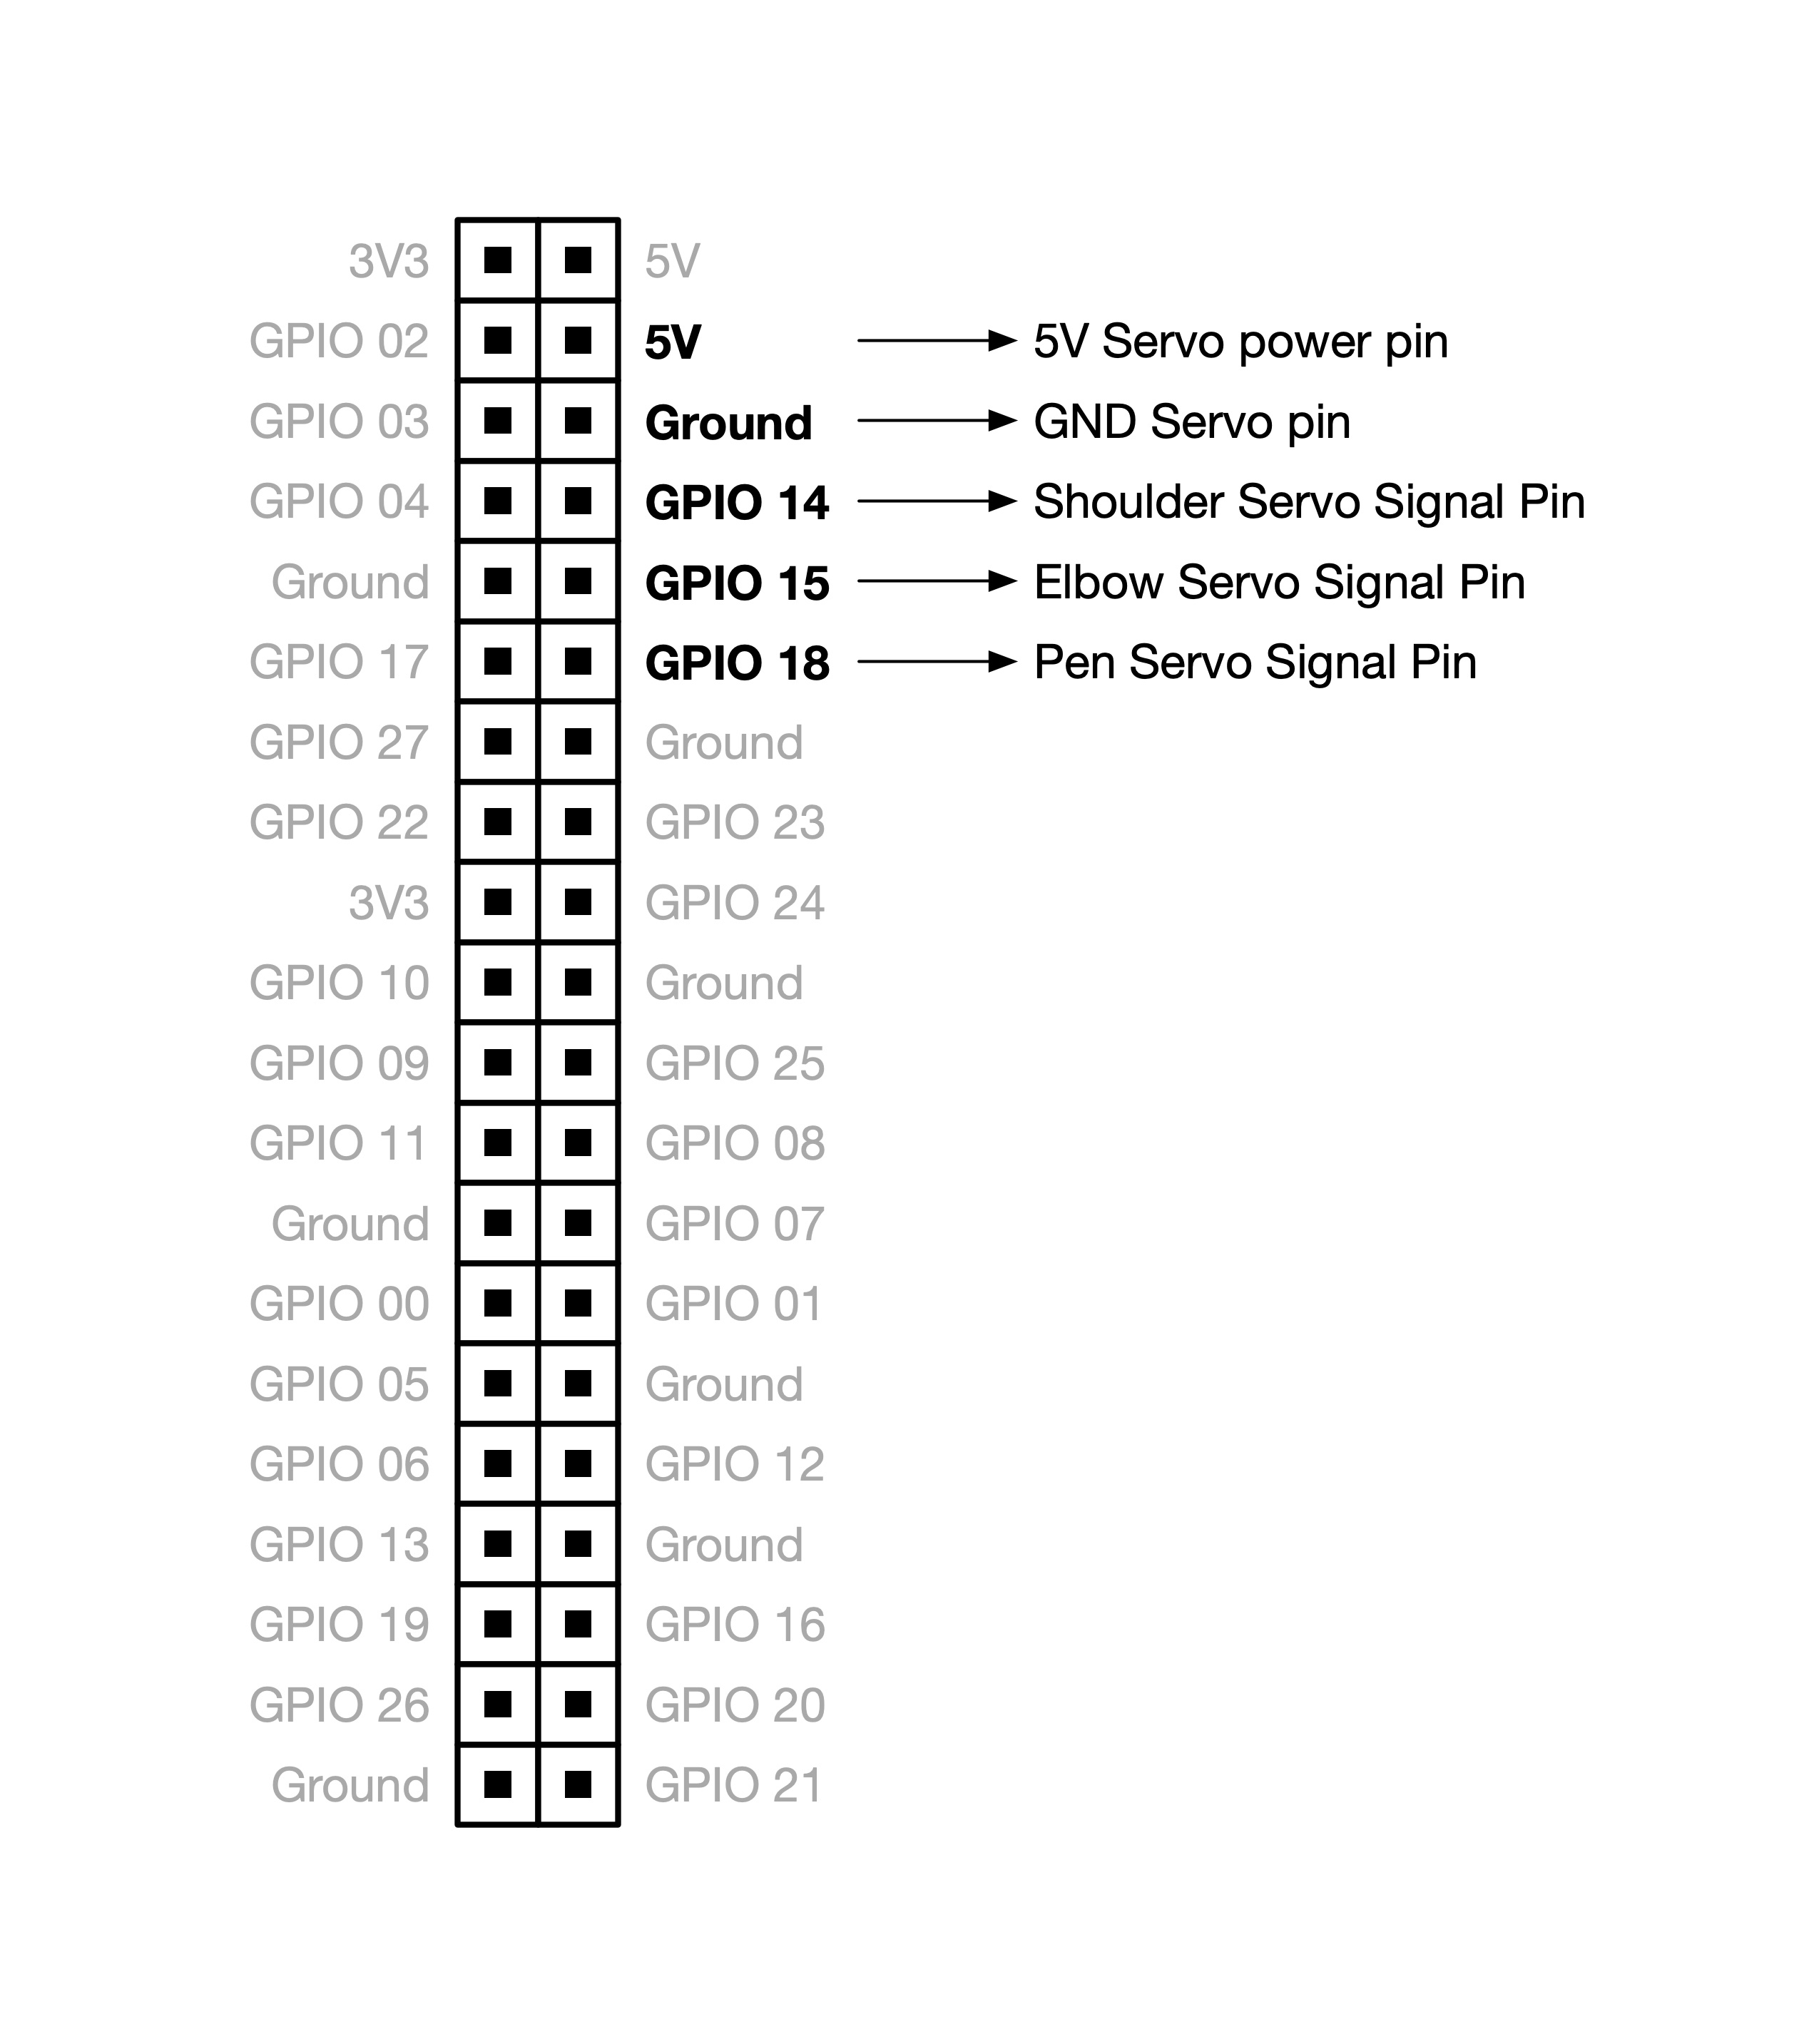 3V3 5V
GPIO 02 5V 5V Servo power pin
GPIO 03 Ground GND Servo pin
GPIO 04 GPIO 14 Shoulder Servo Signal Pin
Ground GPIO 15 Elbow Servo Signal Pin
GPIO 17 GPIO 18 Pen Servo Signal Pin
GPIO 27 Ground
GPIO 22 GPIO 23
3V3 GPIO 24
GPIO 10 Ground
GPIO 09 GPIO 25
GPIO 11 GPIO 08
Ground GPIO 07
GPIO 00 GPIO 01
GPIO 05 Ground
GPIO 06 GPIO 12
GPIO 13 Ground
GPIO 19 GPIO 16
GPIO 26 GPIO 20
Ground GPIO 21